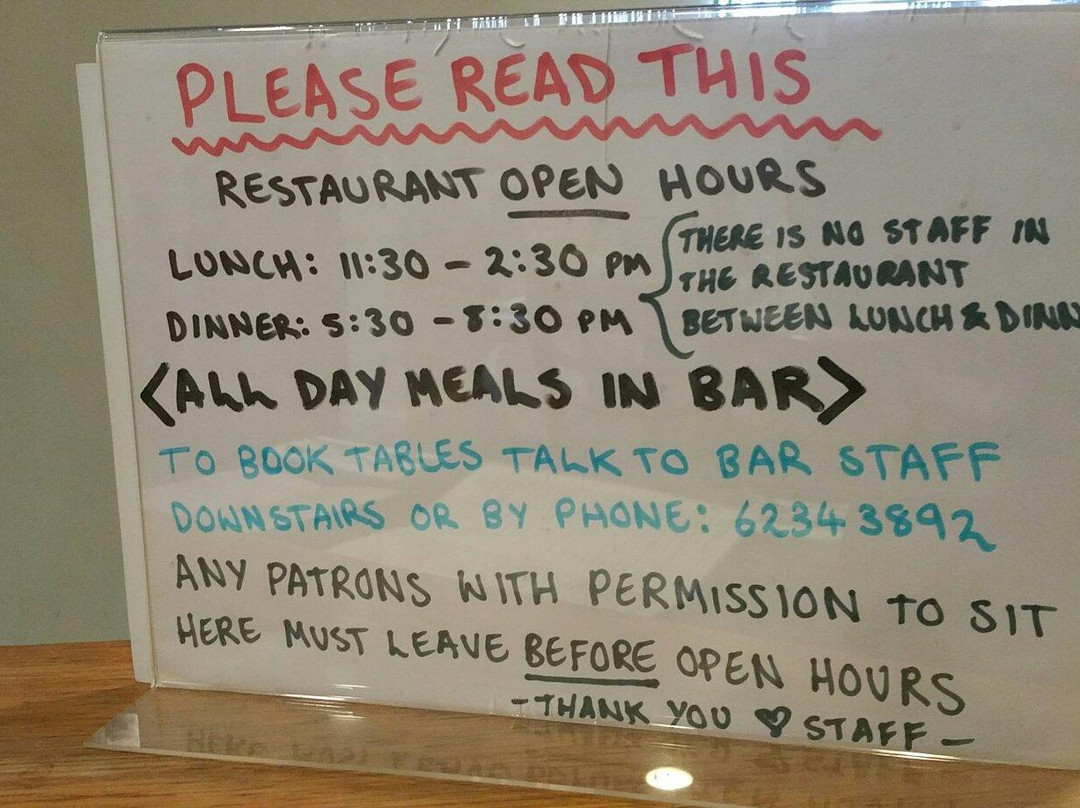 PLEASE READ THIS
RESTAURANT OPEN HOURS
LUNCH: 11:30 - 2:30 PM
DINNER: 5:30 - 8:30 PM
THERE IS NO STAFF IN
THE RESTAURANT
BETWEEN LUNCH & DINN
<ALL DAY MEALS IN BAR>
TO BOOK TABLES TALK TO BAR STAFF
DOWNSTAIRS OR BY PHONE: 6234 3892
ANY PATRONS WITH PERMISSION TO SIT
HERE MUST LEAVE BEFORE OPEN HOURS
- THANK YOU ♡ STAFF -